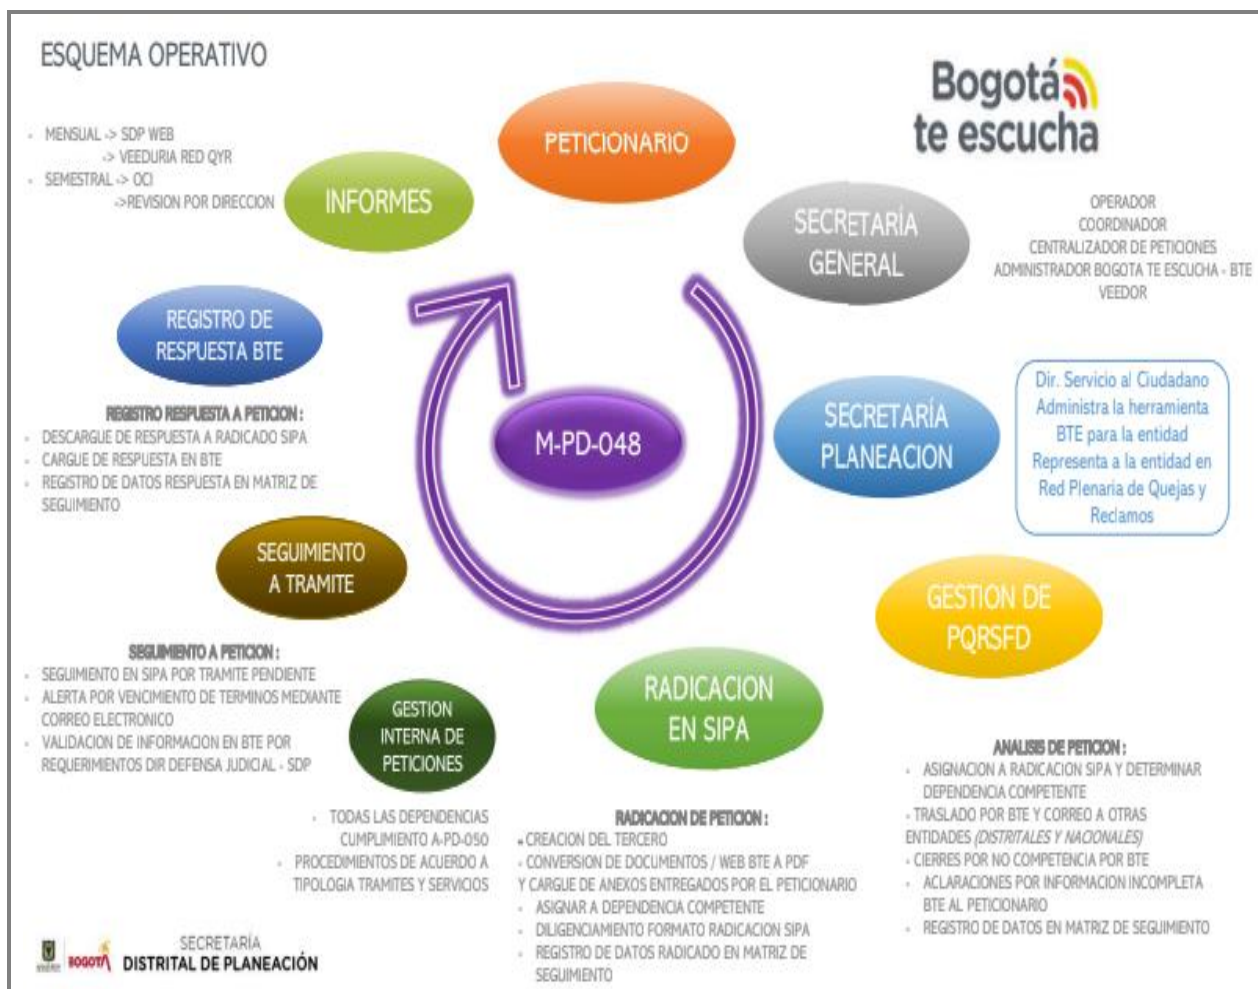 ESQUEMA OPERATIVO
Bogotá
te escucha
- MENSUAL -> SDP WEB
-> VEEDURIA RED QYR
- SEMESTRAL -> OCI
->REVISION POR DIRECCION
INFORMES
PETICIONARIO
SECRETARÍA
GENERAL
OPERADOR
COORDINADOR
CENTRALIZADOR DE PETICIONES
ADMINISTRADOR BOGOTA TE ESCUCHA - BTE
VEEDOR
REGISTRO DE
RESPUESTA BTE
REGISTRO RESPUESTA A PETICION :
- DESCARGUE DE RESPUESTA A RADICADO SIPA
- CARGUE DE RESPUESTA EN BTE
- REGISTRO DE DATOS RESPUESTA EN MATRIZ DE
SEGUIMIENTO
M-PD-048
SECRETARÍA
PLANEACION
Dir. Servicio al Ciudadano
Administra la herramienta
BTE para la entidad
Representa a la entidad en
Red Plenaria de Quejas y
Reclamos
SEGUIMIENTO
A TRAMITE
SEGUIMIENTO A PETICION :
- SEGUIMIENTO EN SIPA POR TRAMITE PENDIENTE
- ALERTA POR VENCIMIENTO DE TERMINOS MEDIANTE
CORREO ELECTRONICO
- VALIDACION DE INFORMACION EN BTE POR
REQUERIMIENTOS DIR DEFENSA JUDICIAL - SDP
GESTION DE
PQRSFD
GESTION
INTERNA DE
PETICIONES
- TODAS LAS DEPENDENCIAS
CUMPLIMIENTO A-PD-050
- PROCEDIMIENTOS DE ACUERDO A
TIPOLOGIA TRAMITES Y SERVICIOS
RADICACION
EN SIPA
RADICACION DE PETICION :
- CREACION DEL TERCERO
- CONVERSION DE DOCUMENTOS / WEB BTE A PDF
Y CARGUE DE ANEXOS ENTREGADOS POR EL PETICIONARIO
- ASIGNAR A DEPENDENCIA COMPETENTE
- DILIGENCIAMIENTO FORMATO RADICACION SIPA
- REGISTRO DE DATOS RADICADO EN MATRIZ DE
SEGUIMIENTO
ANALISIS DE PETICION :
- ASIGNACION A RADICACION SIPA Y DETERMINAR
DEPENDENCIA COMPETENTE
- TRASLADO POR BTE Y CORREO A OTRAS
ENTIDADES (DISTRITALES Y NACIONALES)
- CIERRES POR NO COMPETENCIA POR BTE
- ACLARACIONES POR INFORMACION INCOMPLETA
BTE AL PETICIONARIO
- REGISTRO DE DATOS EN MATRIZ DE SEGUIMIENTO
BOGOTÁ
SECRETARÍA
DISTRITAL DE PLANEACIÓN